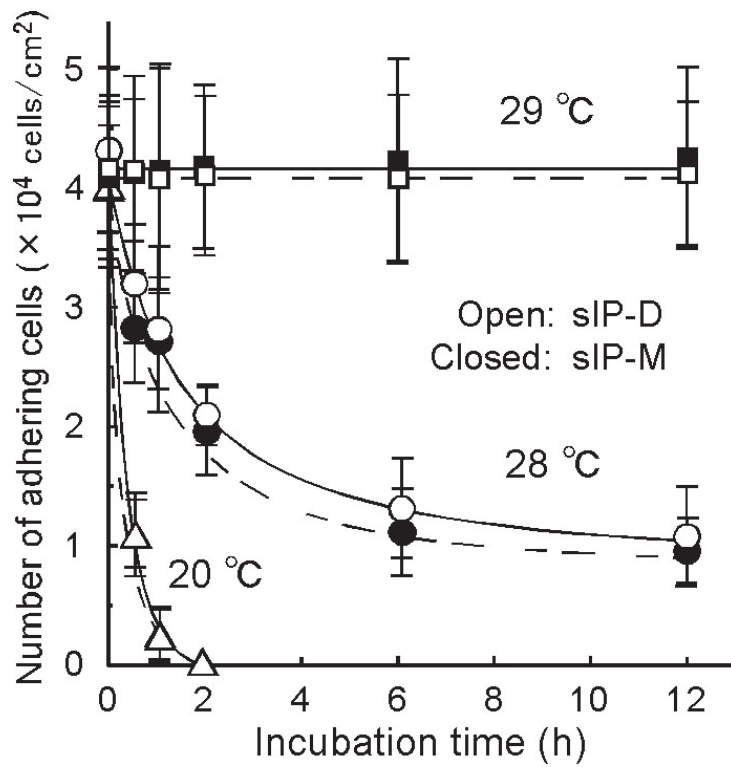 Number of adhering cells (×10⁴ cells/cm²)
5
4
3
2
1
0
29 °C
Open: sIP-D
Closed: sIP-M
28 °C
20 °C
0 2 4 6 8 10 12
Incubation time (h)